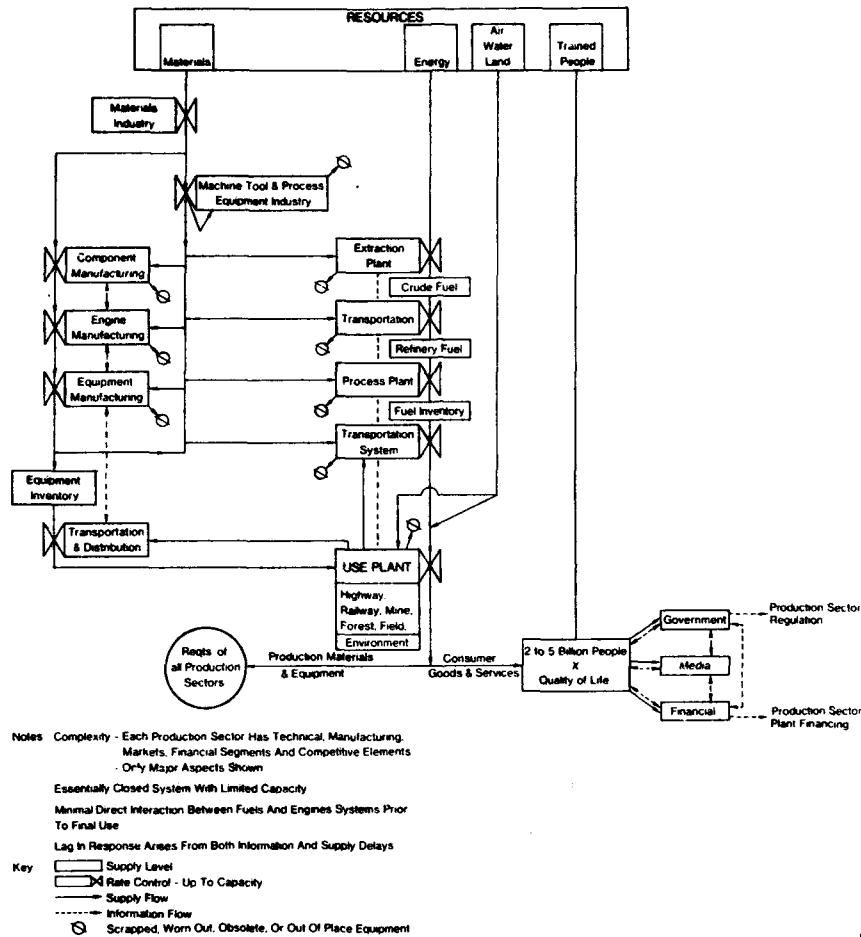 RESOURCES
Materials
Energy
Air
Water
Land
Trained
People
Materials
Industry
Machine Tool & Process
Equipment Industry
Component
Manufacturing
Extraction
Plant
Crude Fuel
Engine
Manufacturing
Transportation
Refinery Fuel
Equipment
Manufacturing
Process Plant
Fuel Inventory
Transportation
System
Equipment
Inventory
Transportation
& Distribution
USE PLANT
Highway,
Railway, Mine,
Forest, Field,
Environment
Reqts of
all Production
Sectors
Production Materials
& Equipment
Consumer
Goods & Services
2 to 5 Billion People
X
Quality of Life
Government
Media
Financial
Production Sector
Regulation
Production Sector
Plant Financing
Notes Complexity - Each Production Sector Has Technical, Manufacturing,
Markets, Financial Segments And Competitive Elements
- Only Major Aspects Shown
Essentially Closed System With Limited Capacity
Minimal Direct Interaction Between Fuels And Engines Systems Prior
To Final Use
Lag In Response Arises From Both Information And Supply Delays
Key Supply Level
Rate Control - Up To Capacity
Supply Flow
Information Flow
Scrapped, Worn Out, Obsolete, Or Out Of Place Equipment